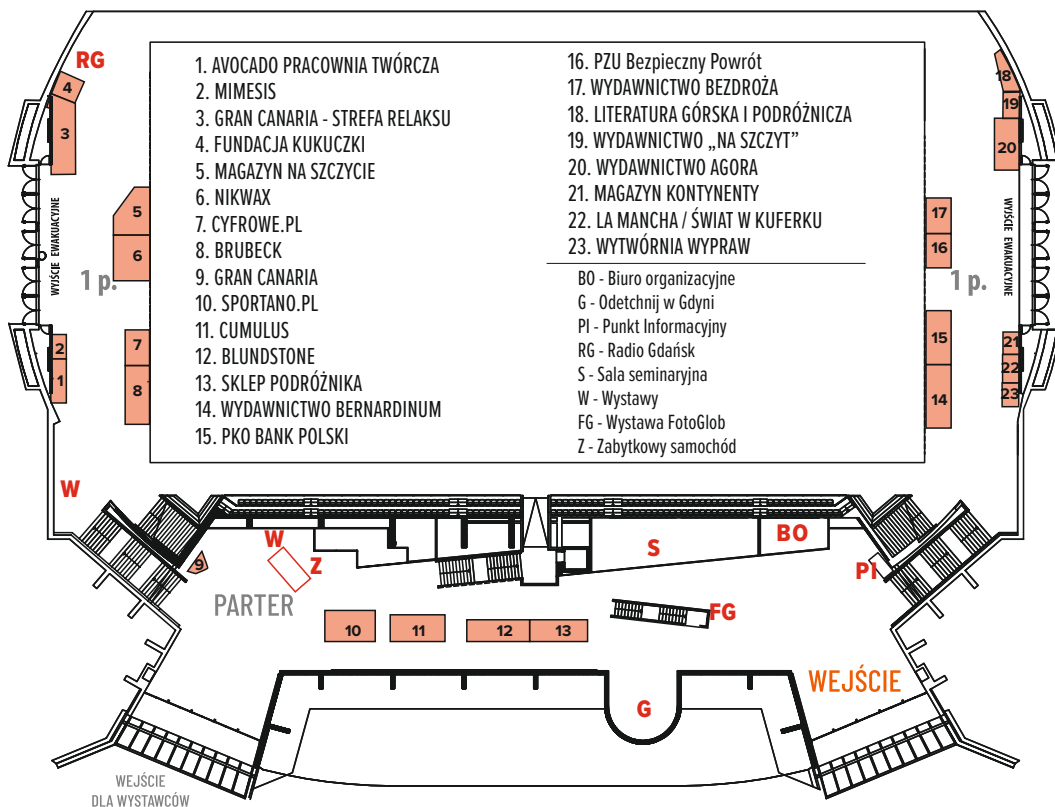 RG
4
3
WYJŚCIE EWAKUACYJNE
5
6
1 p.
2
1
7
8
W
1. AVOCADO PRACOWNIA TWÓRCZA
2. MIMESIS
3. GRAN CANARIA - STREFA RELAKSU
4. FUNDACJA KUKUCZKI
5. MAGAZYN NA SZCZYCIE
6. NIKWAX
7. CYFROWE.PL
8. BRUBECK
9. GRAN CANARIA
10. SPORTANO.PL
11. CUMULUS
12. BLUNDSTONE
13. SKLEP PODRÓŻNIKA
14. WYDAWNICTWO BERNARDINUM
15. PKO BANK POLSKI
16. PZU Bezpieczny Powrót
17. WYDAWNICTWO BEZDROŻA
18. LITERATURA GÓRSKA I PODRÓŻNICZA
19. WYDAWNICTWO „NA SZCZYT”
20. WYDAWNICTWO AGORA
21. MAGAZYN KONTYNENTY
22. LA MANCHA / ŚWIAT W KUFERKU
23. WYTWÓRNIA WYPRAW
BO - Biuro organizacyjne
G - Odetchnij w Gdyni
PI - Punkt Informacyjny
RG - Radio Gdańsk
S - Sala seminaryjna
W - Wystawy
FG - Wystawa FotoGlob
Z - Zabytkowy samochód
18
19
20
WYJŚCIE EWAKUACYJNE
17
16
1 p.
15
14
21
22
23
W
Z
S
BO
PI
9
PARTER
FG
10
11
12
13
WEJŚCIE
G
WEJŚCIE
DLA WYSTAWCÓW